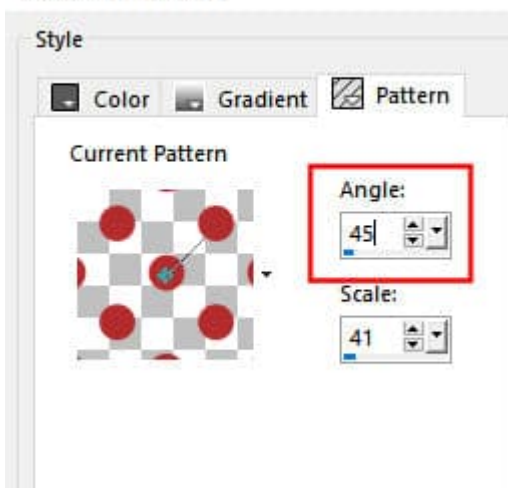 Style
Color Gradient Pattern
Current Pattern
Angle:
45
Scale:
41